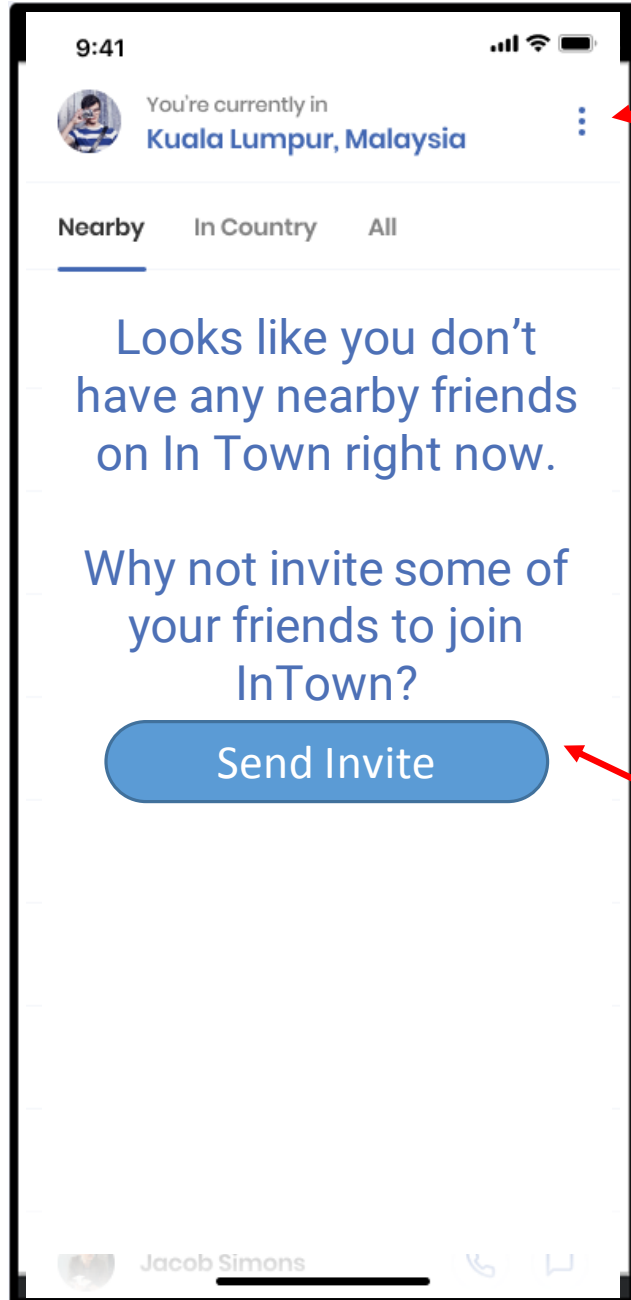 9:41
You're currently in
Kuala Lumpur, Malaysia
Nearby In Country All
Looks like you don’t
have any nearby friends
on In Town right now.
Why not invite some of
your friends to join
InTown?
Send Invite
Jacob Simons